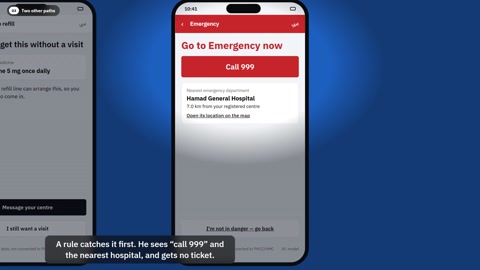 Two other paths
refill
get this without a visit
e 5 mg once daily
refill line can arrange this, so you
o come in.
Message your centre
I still want a visit
10:41
Emergency
Go to Emergency now
Call 999
Nearest emergency department
Hamad General Hospital
7.0 km from your registered centre
Open its location on the map
I'm not in danger — go back
A rule catches it first. He sees “call 999” and
the nearest hospital, and gets no ticket.